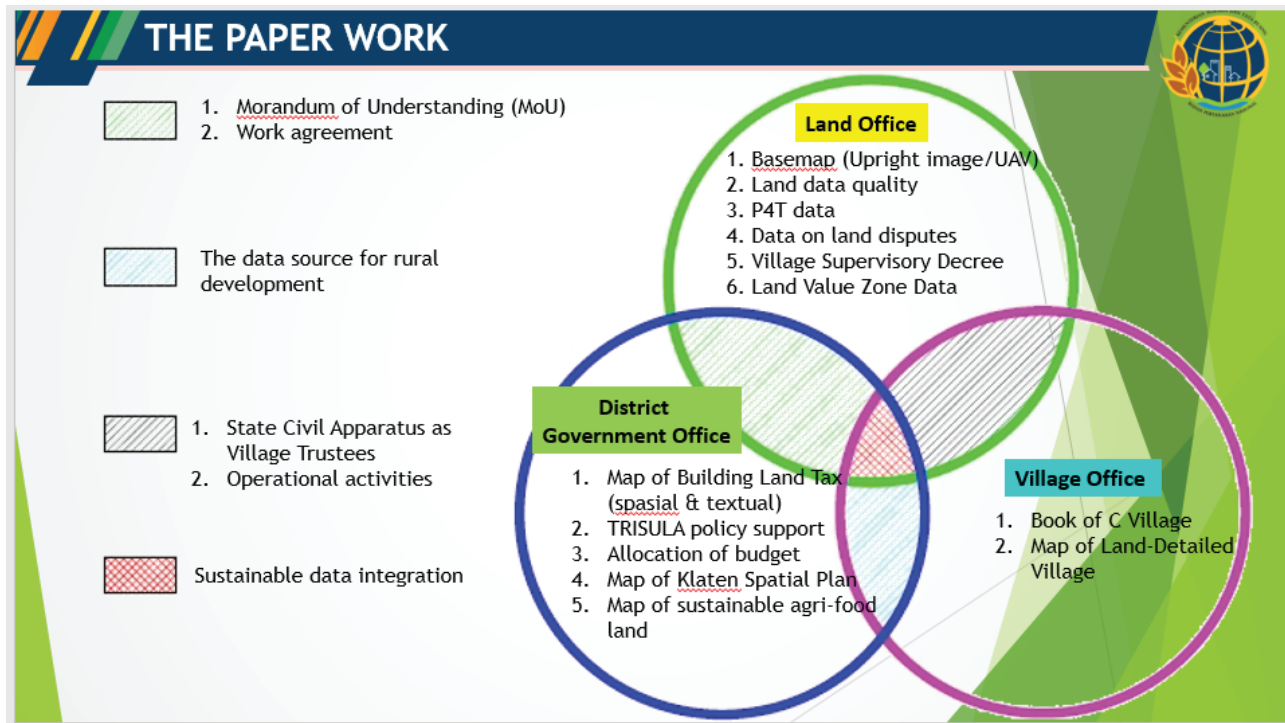 THE PAPER WORK
1. Morandum of Understanding (MoU)
2. Work agreement
The data source for rural
development
1. State Civil Apparatus as
Village Trustees
2. Operational activities
Sustainable data integration
Land Office
1. Basemap (Upright image/UAV)
2. Land data quality
3. P4T data
4. Data on land disputes
5. Village Supervisory Decree
6. Land Value Zone Data
District
Government Office
1. Map of Building Land Tax
(spasial & textual)
2. TRISULA policy support
3. Allocation of budget
4. Map of Klaten Spatial Plan
5. Map of sustainable agri-food
land
Village Office
1. Book of C Village
2. Map of Land-Detailed
Village